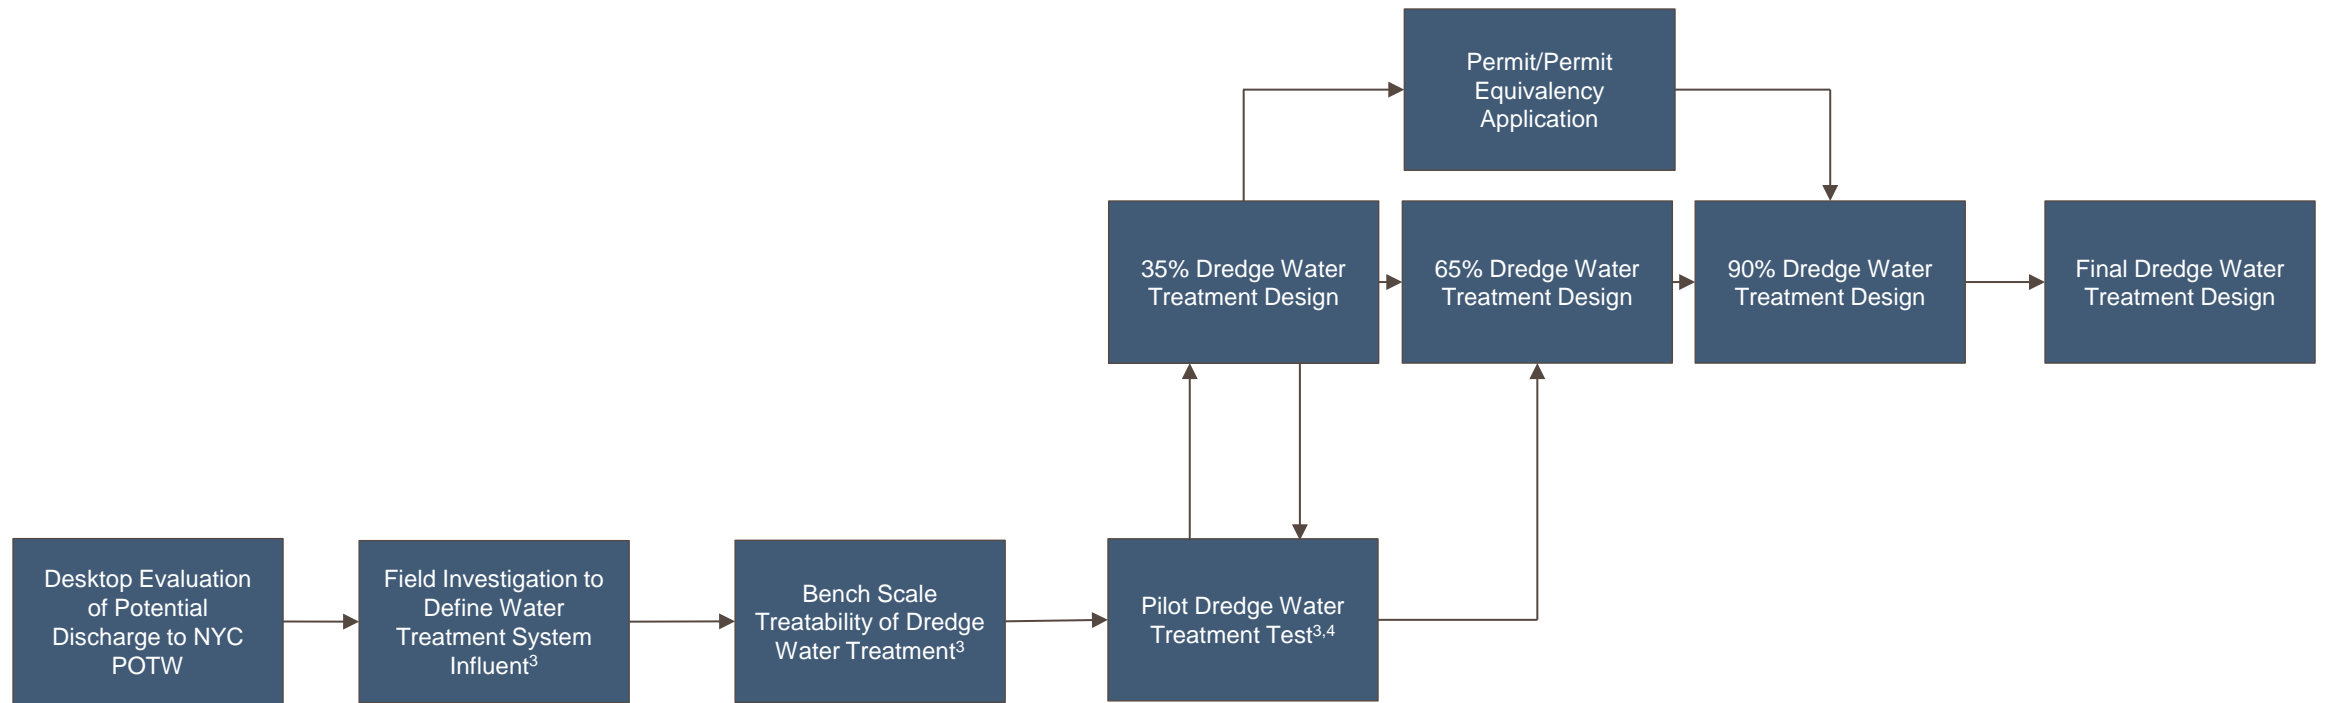 Permit/Permit
Equivalency
Application
35% Dredge Water
Treatment Design
65% Dredge Water
Treatment Design
90% Dredge Water
Treatment Design
Final Dredge Water
Treatment Design
Desktop Evaluation
of Potential
Discharge to NYC
POTW
Field Investigation to
Define Water
Treatment System
Influent³
Bench Scale
Treatability of Dredge
Water Treatment³
Pilot Dredge Water
Treatment Test³,⁴